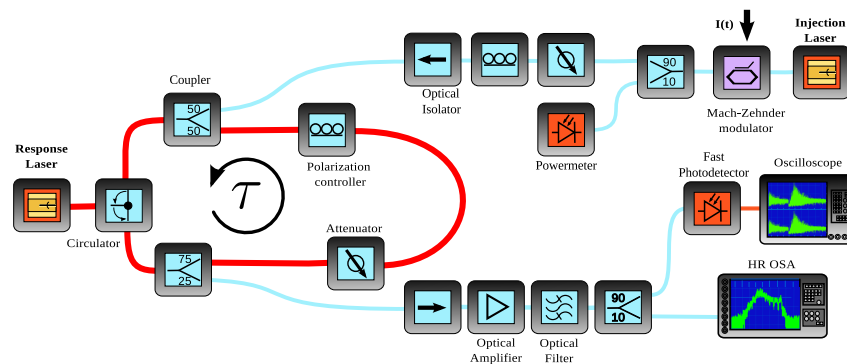 I(t)
Injection
Laser
90
10
Mach-Zehnder
modulator
Optical
Isolator
Powermeter
Coupler
50
50
Polarization
controller
Response
Laser
Circulator
τ
Attenuator
75
25
Fast
Photodetector
Oscilloscope
HR OSA
90
10
Optical
Amplifier
Optical
Filter